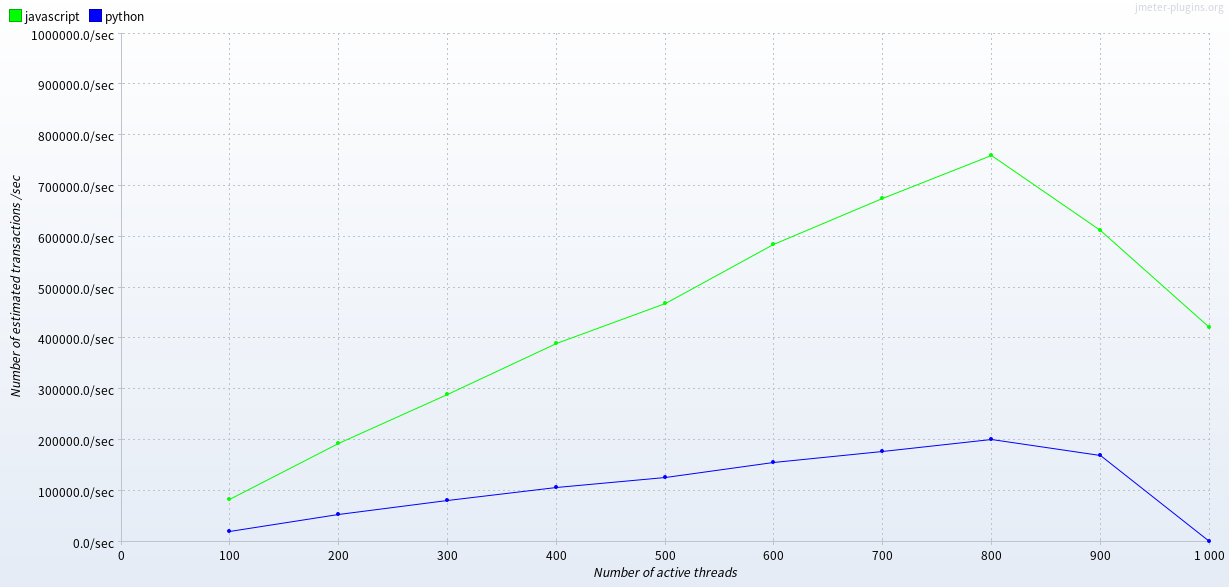 jmeter-plugins.org
javascript python
1000000.0/sec
900000.0/sec
800000.0/sec
700000.0/sec
600000.0/sec
500000.0/sec
400000.0/sec
300000.0/sec
200000.0/sec
100000.0/sec
0.0/sec
Number of estimated transactions /sec
0 100 200 300 400 500 600 700 800 900 1 000
Number of active threads